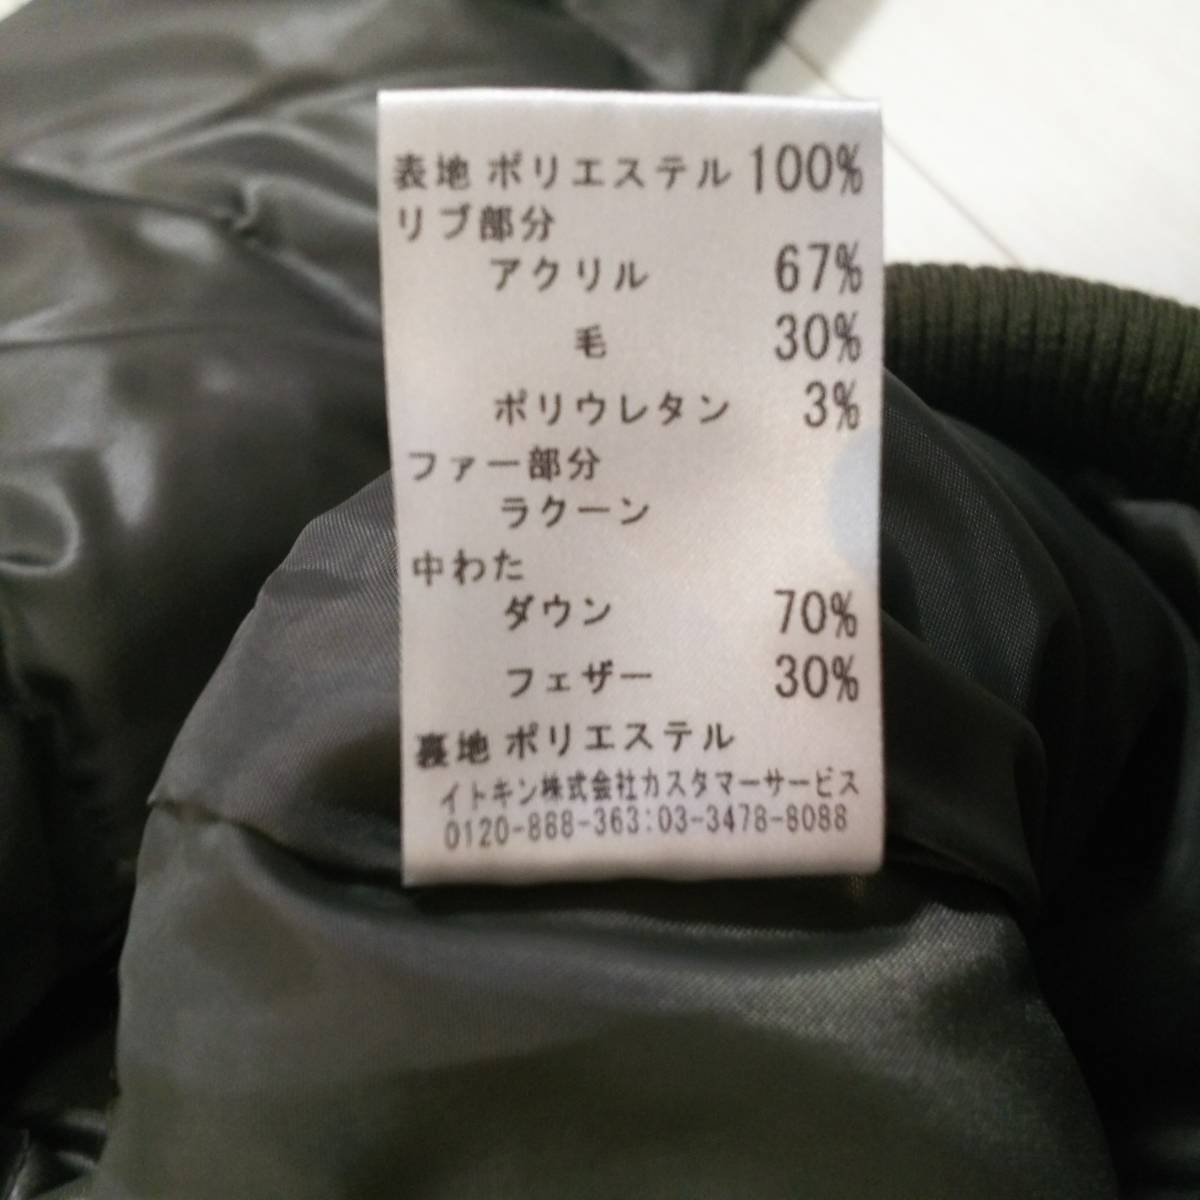 表地 ポリエステル 100%
リブ部分
アクリル 67%
毛 30%
ポリウレタン 3%
ファー部分
ラクーン
中わた
ダウン 70%
フェザー 30%
裏地 ポリエステル
イトキン株式会社カスタマーサービス
0120-888-363:03-3478-8088